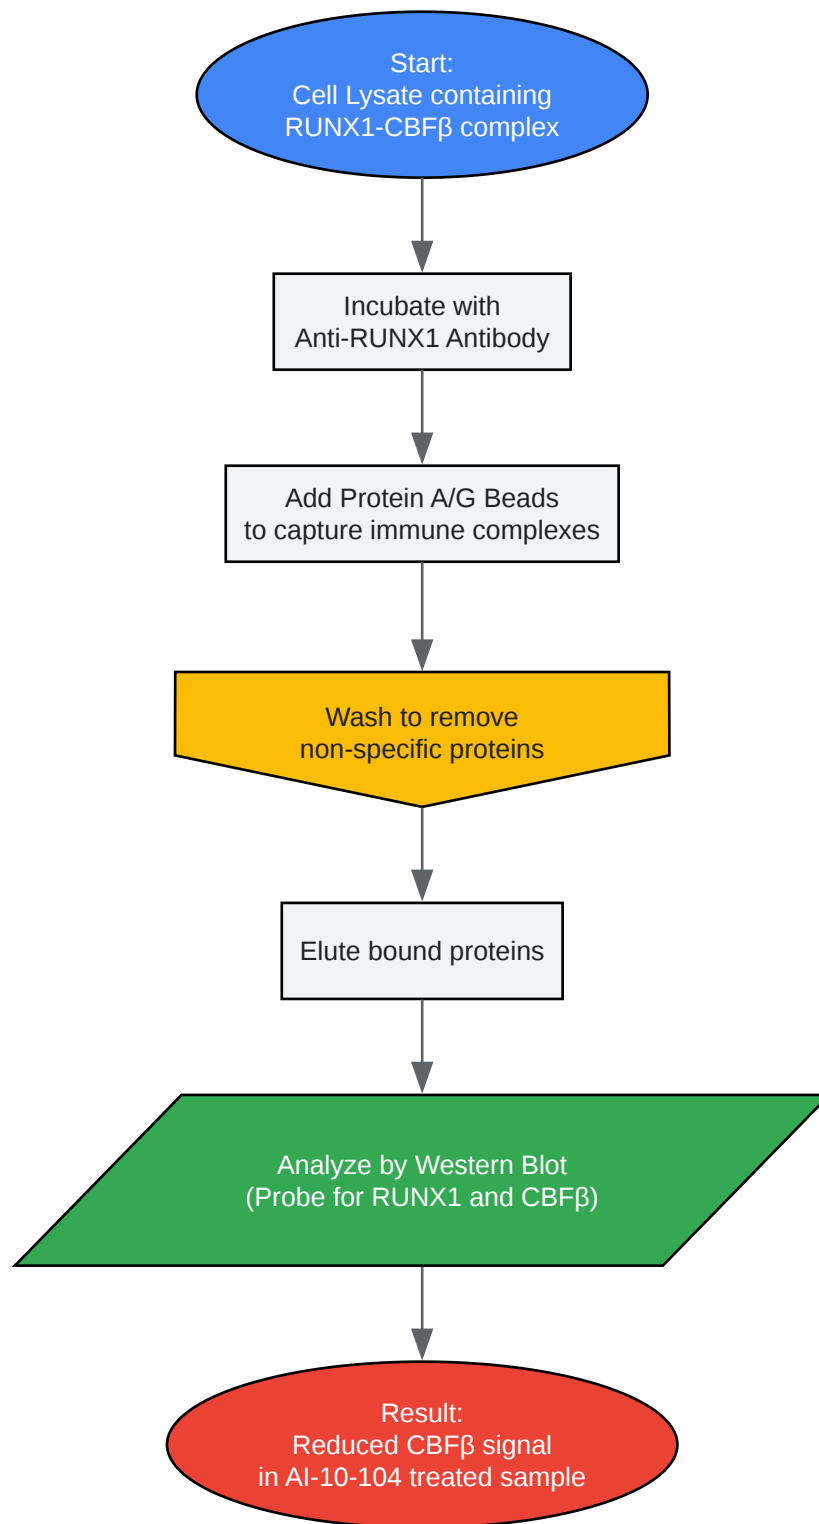 Start:
Cell Lysate containing
RUNX1-CBFβ complex
Incubate with
Anti-RUNX1 Antibody
Add Protein A/G Beads
to capture immune complexes
Wash to remove
non-specific proteins
Elute bound proteins
Analyze by Western Blot
(Probe for RUNX1 and CBFβ)
Result:
Reduced CBFβ signal
in AI-10-104 treated sample